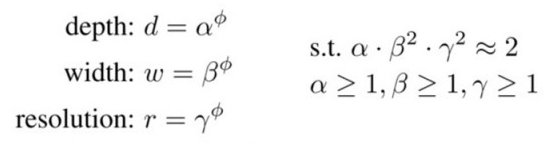 depth: d = α^ϕ
width: w = β^ϕ
resolution: r = γ^ϕ
s.t. α · β² · γ² ≈ 2
α ≥ 1, β ≥ 1, γ ≥ 1